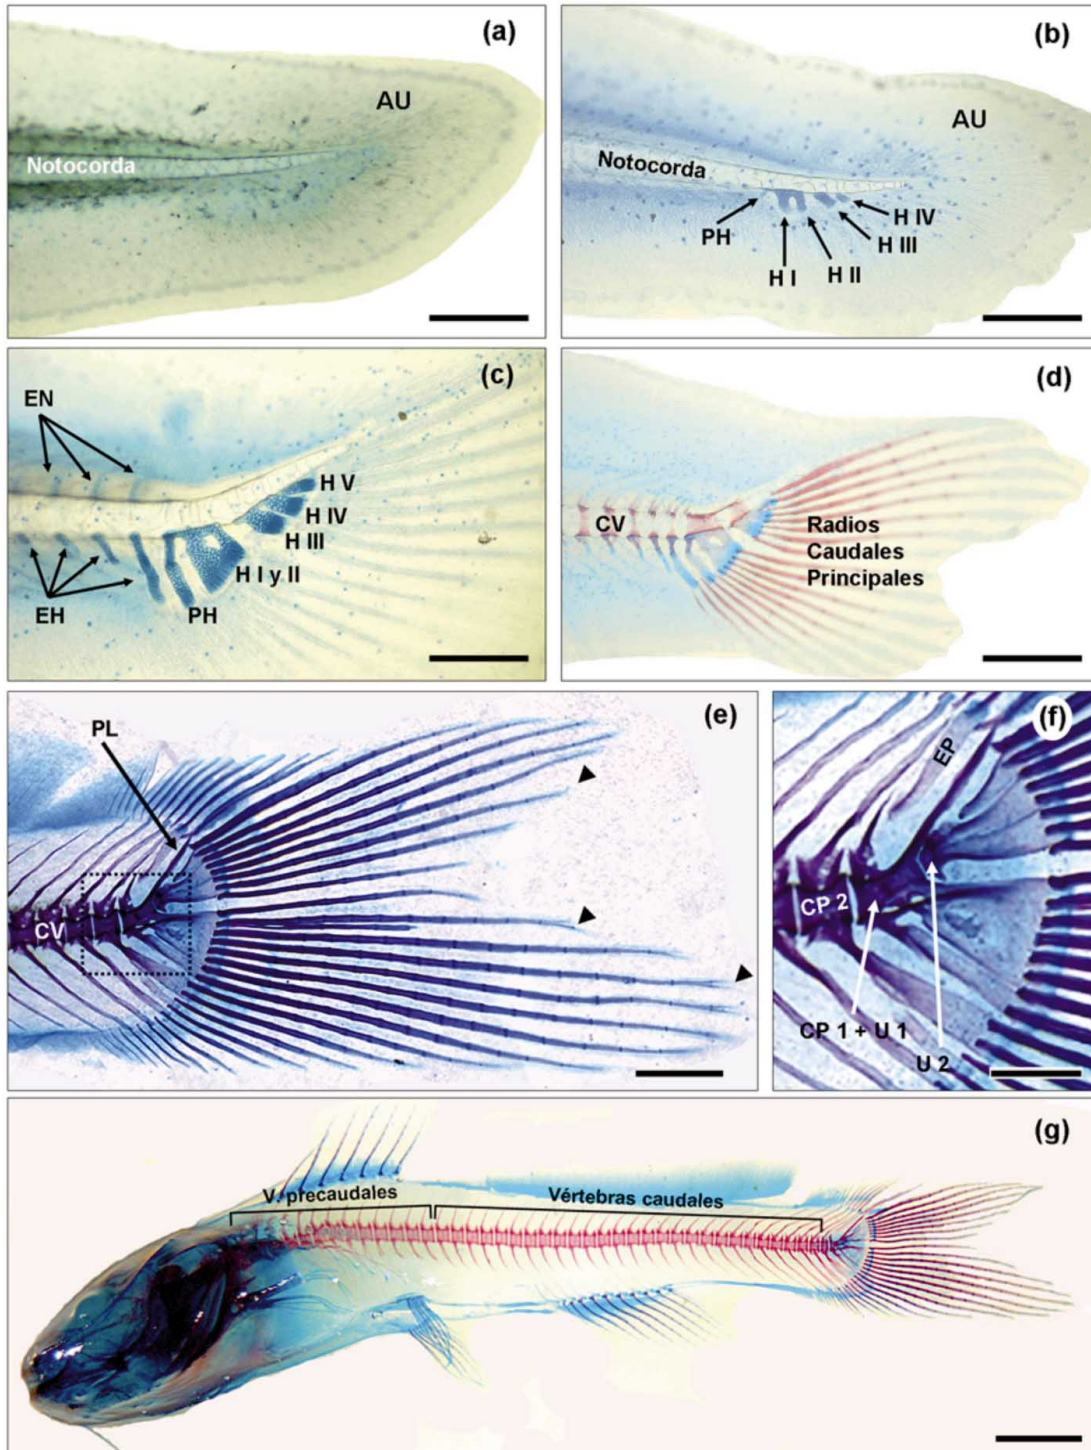 (a)
AU
Notocorda
(b)
AU
Notocorda
PH
H I
H II
H III
H IV
(c)
EN
H V
H IV
H III
H I y II
EH
PH
(d)
CV
Radios
Caudales
Principales
(e)
PL
CV
(f)
EP
CP 2
CP 1 + U 1
U 2
(g)
V. precaudales
Vértebras caudales